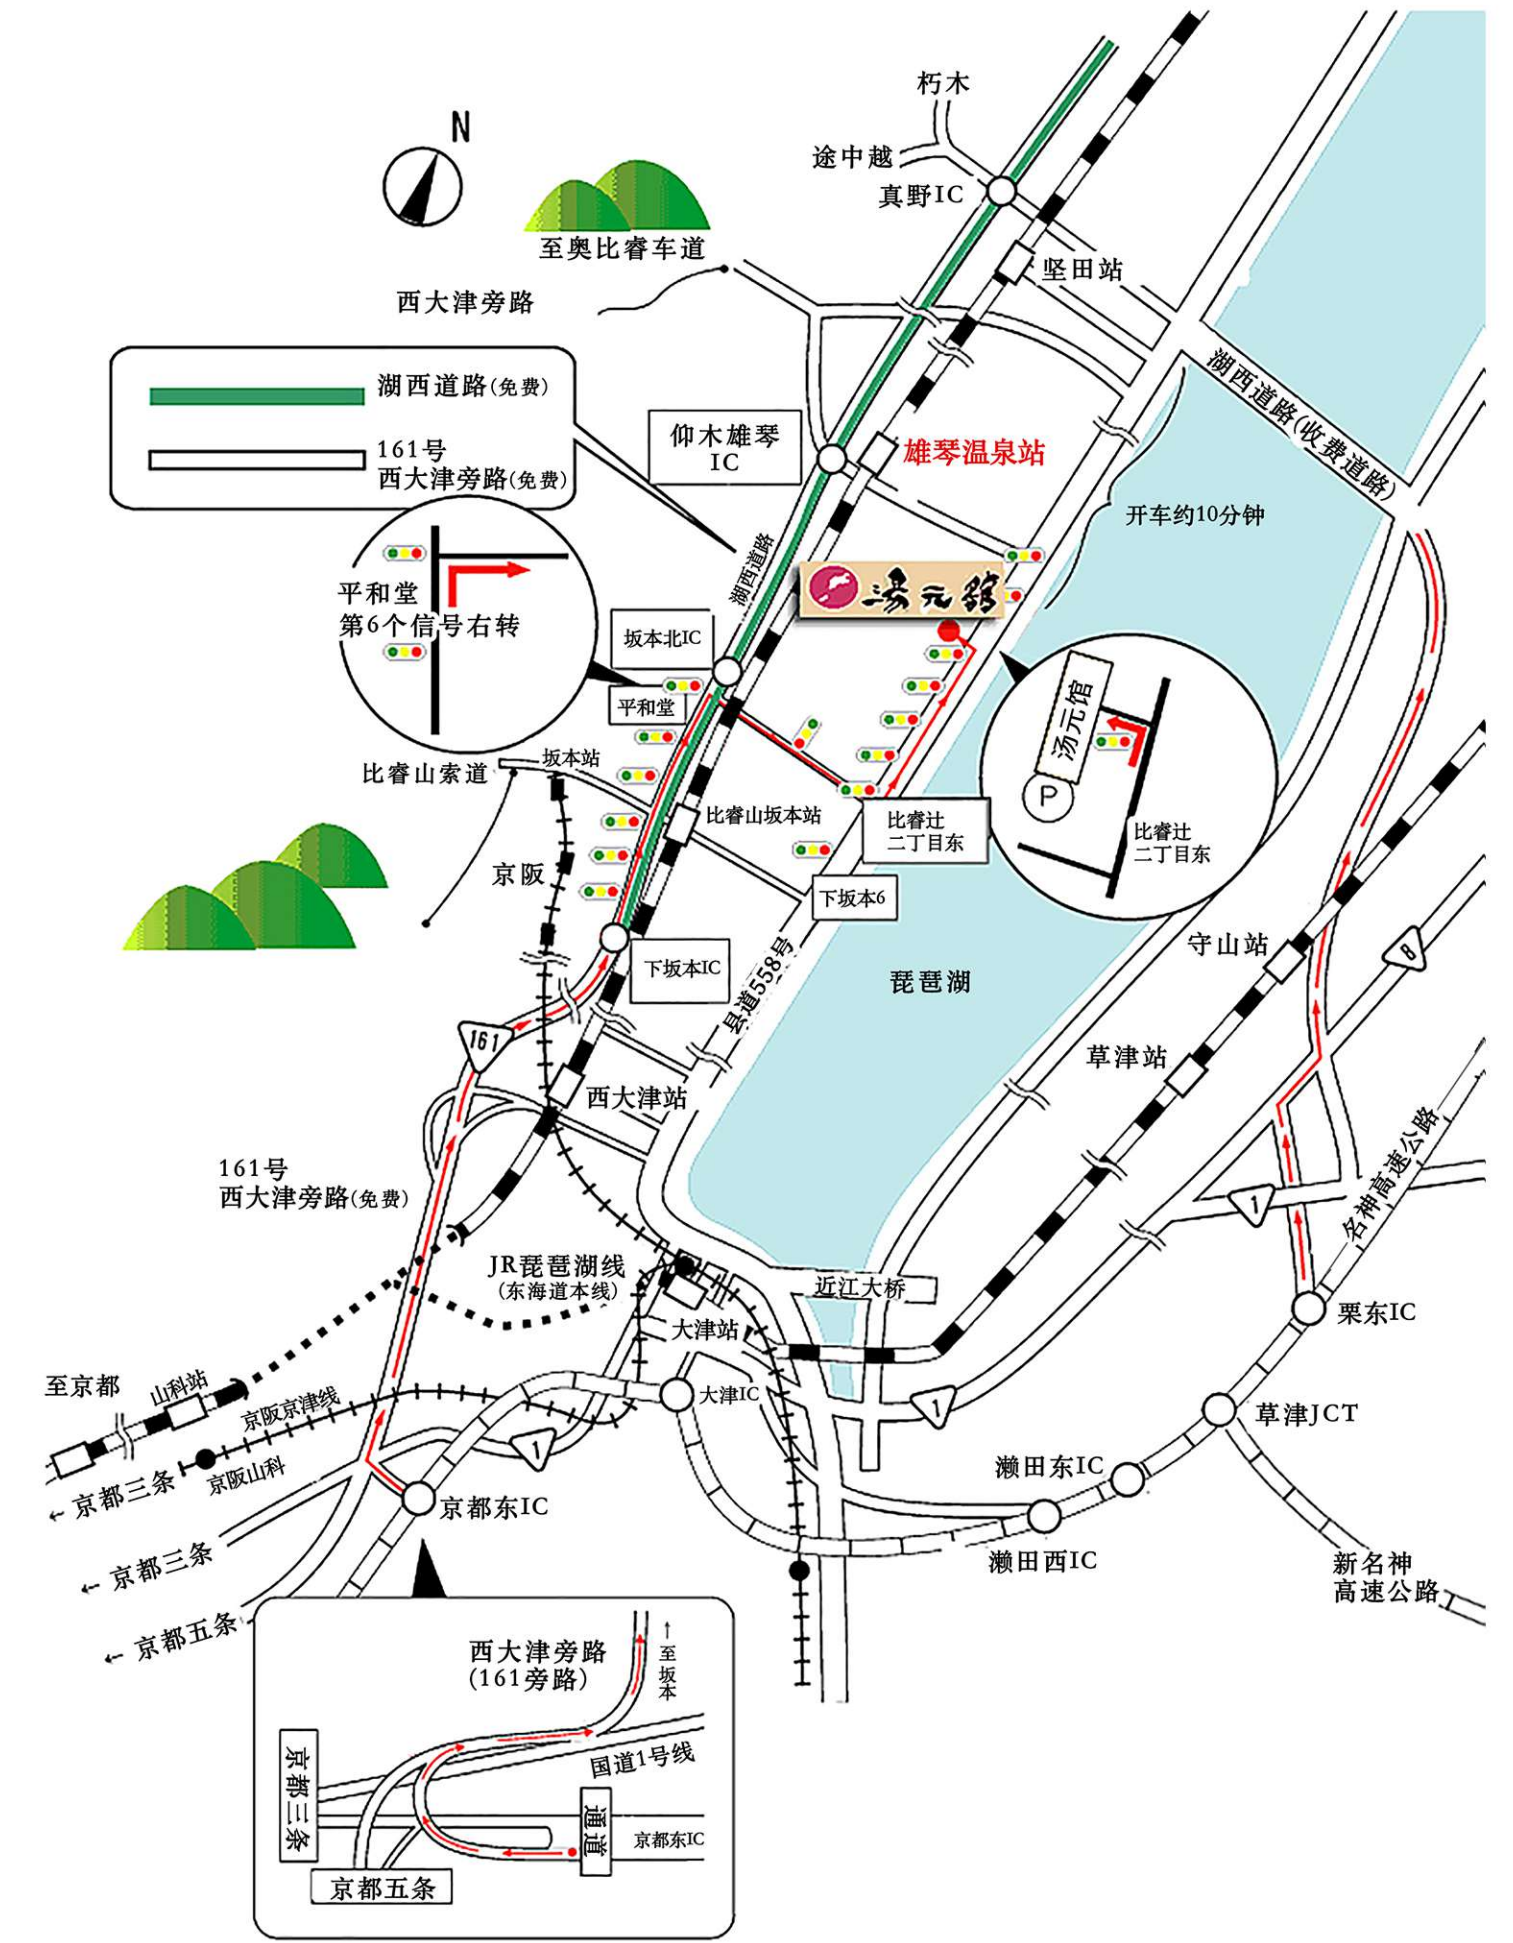 朽木
N
途中越
真野IC
至奥比睿车道
坚田站
西大津旁路
湖西道路(收费道路)
湖西道路(免费)
161号
西大津旁路(免费)
仰木雄琴
IC
雄琴温泉站
开车约10分钟
湖西道路
平和堂
第6个信号右转
湯元舘
坂本北IC
平和堂
汤元馆
P
比睿辻
二丁目东
坂本站
比睿山索道
比睿山坂本站
比睿辻
二丁目东
京阪
下坂本6
守山站
8
下坂本IC
县道558号
琵琶湖
161
草津站
西大津站
名神高速公路
161号
西大津旁路(免费)
1
JR琵琶湖线
(东海道本线)
近江大桥
栗东IC
大津站
至京都
山科站
京阪京津线
大津IC
1
草津JCT
1
← 京都三条
京阪山科
濑田东IC
京都东IC
← 京都三条
濑田西IC
新名神
高速公路
← 京都五条
西大津旁路
(161旁路)
←至坂本
国道1号线
京都三条
通道
京都东IC
京都五条